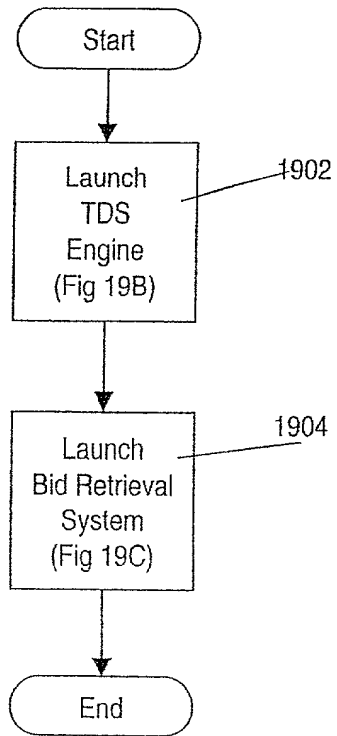 Start
1902
Launch
TDS
Engine
(Fig 19B)
1904
Launch
Bid Retrieval
System
(Fig 19C)
End